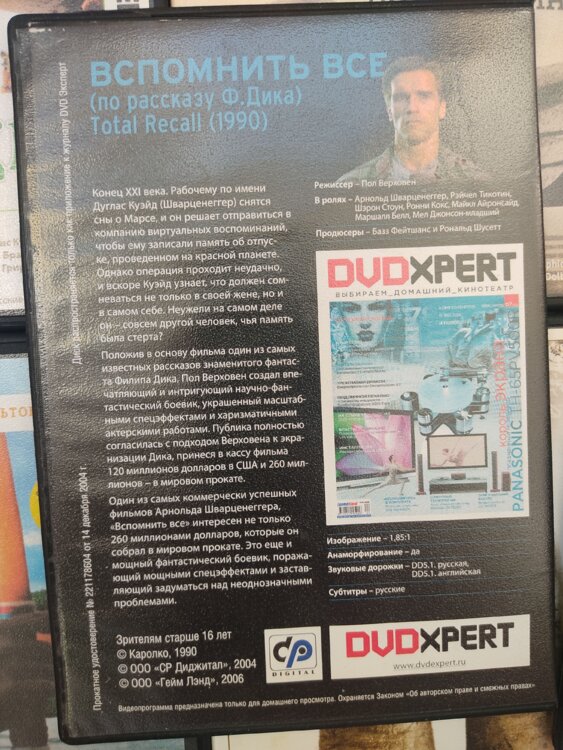 ВСПОМНИТЬ ВСЕ
(по рассказу Ф.Дика)
Total Recall (1990)
Конец XXI века. Рабочему по имени
Дуглас Куэйд (Шварценеггер) снятся
сны о Марсе, и он решает отправиться в
компанию виртуальных воспоминаний,
чтобы ему записали память об отпус-
ке, проведенном на красной планете.
Однако операция проходит неудачно,
и вскоре Куэйд узнает, что должен сом-
неваться не только в своей жене, но и
в самом себе. Неужели на самом деле
он – совсем другой человек, чья память
была стерта?
Положив в основу фильма один из самых
известных рассказов знаменитого фантас-
та Филипа Дика, Пол Верховен создал впе-
чатляющий и интригующий научно-фан-
тастический боевик, украшенный масштаб-
ными спецэффектами и харизматичными
актерскими работами. Публика полностью
согласилась с подходом Верховена к экра-
низации Дика, принеся в кассу фильма
120 миллионов долларов в США и 260 мил-
лионов – в мировом прокате.
Один из самых коммерчески успешных
фильмов Арнольда Шварценеггера,
«Вспомнить все» интересен не только
260 миллионами долларов, которые он
собрал в мировом прокате. Это еще и
мощный фантастический боевик, поража-
ющий мощными спецэффектами и застав-
ляющий задуматься над неоднозначными
проблемами.
Зрителям старше 16 лет
© Каролко, 1990
© ООО «СР Диджитал», 2004
© ООО «Гейм Лэнд», 2006
Режиссер – Пол Верховен
В ролях – Арнольд Шварценеггер, Рэйчел Тикотин,
Шэрон Стоун, Ронни Кокс, Майкл Айронсайд,
Маршалл Белл, Мел Джонсон-младший
Продюсеры – Базз Фейтшанс и Рональд Шусетт
DVDXPERT
ВЫБИРАЕМ_ДОМАШНИЙ_КИНОТЕАТР
PANASONIC TH-65PV500
Изображение – 1,85:1
Анаморфирование – да
Звуковые дорожки – DD5.1. русская,
DD5.1. английская
Субтитры – русские
ср
DIGITAL
DVDXPERT
www.dvdexpert.ru
Видеопрограмма предназначена только для домашнего просмотра. Охраняется Законом «Об авторском праве и смежных правах»
Прокатное удостоверение № 221178604 от 14 декабря 2004 г
Диск распространяется только как приложение к журналу DVD Эксперт